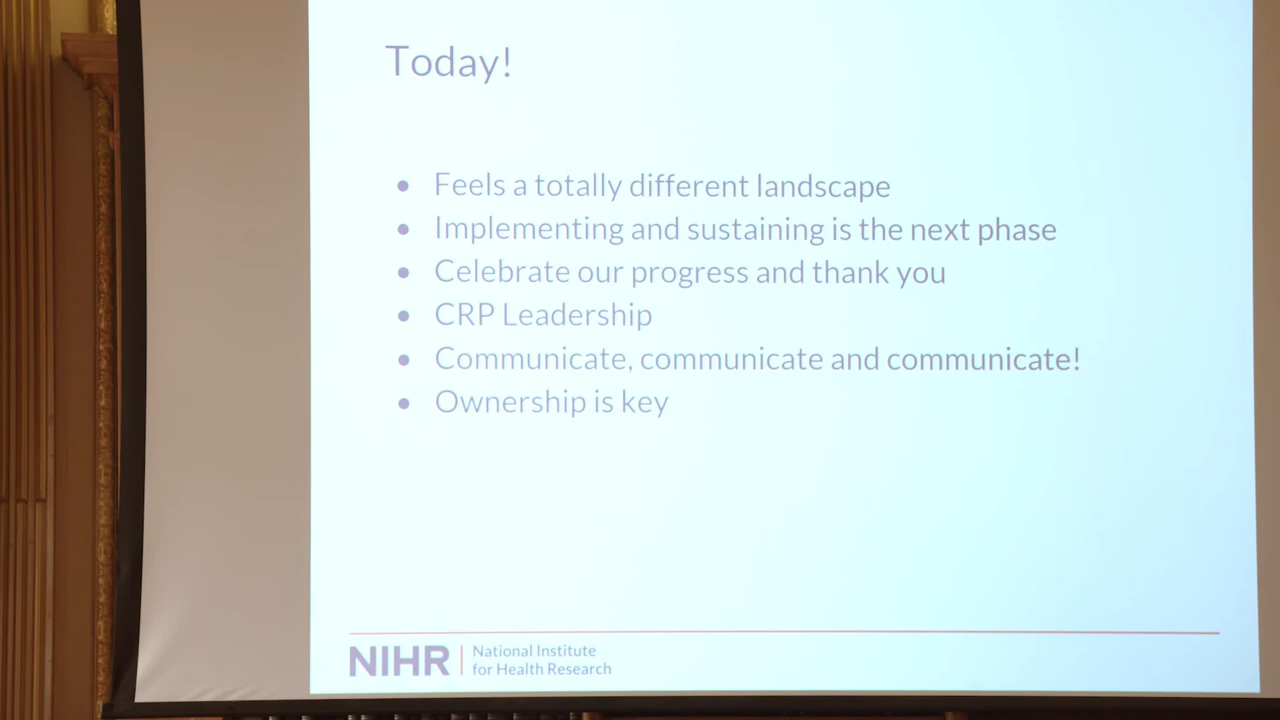 Today!
• Feels a totally different landscape
• Implementing and sustaining is the next phase
• Celebrate our progress and thank you
• CRP Leadership
• Communicate, communicate and communicate!
• Ownership is key
NIHR | National Institute
for Health Research